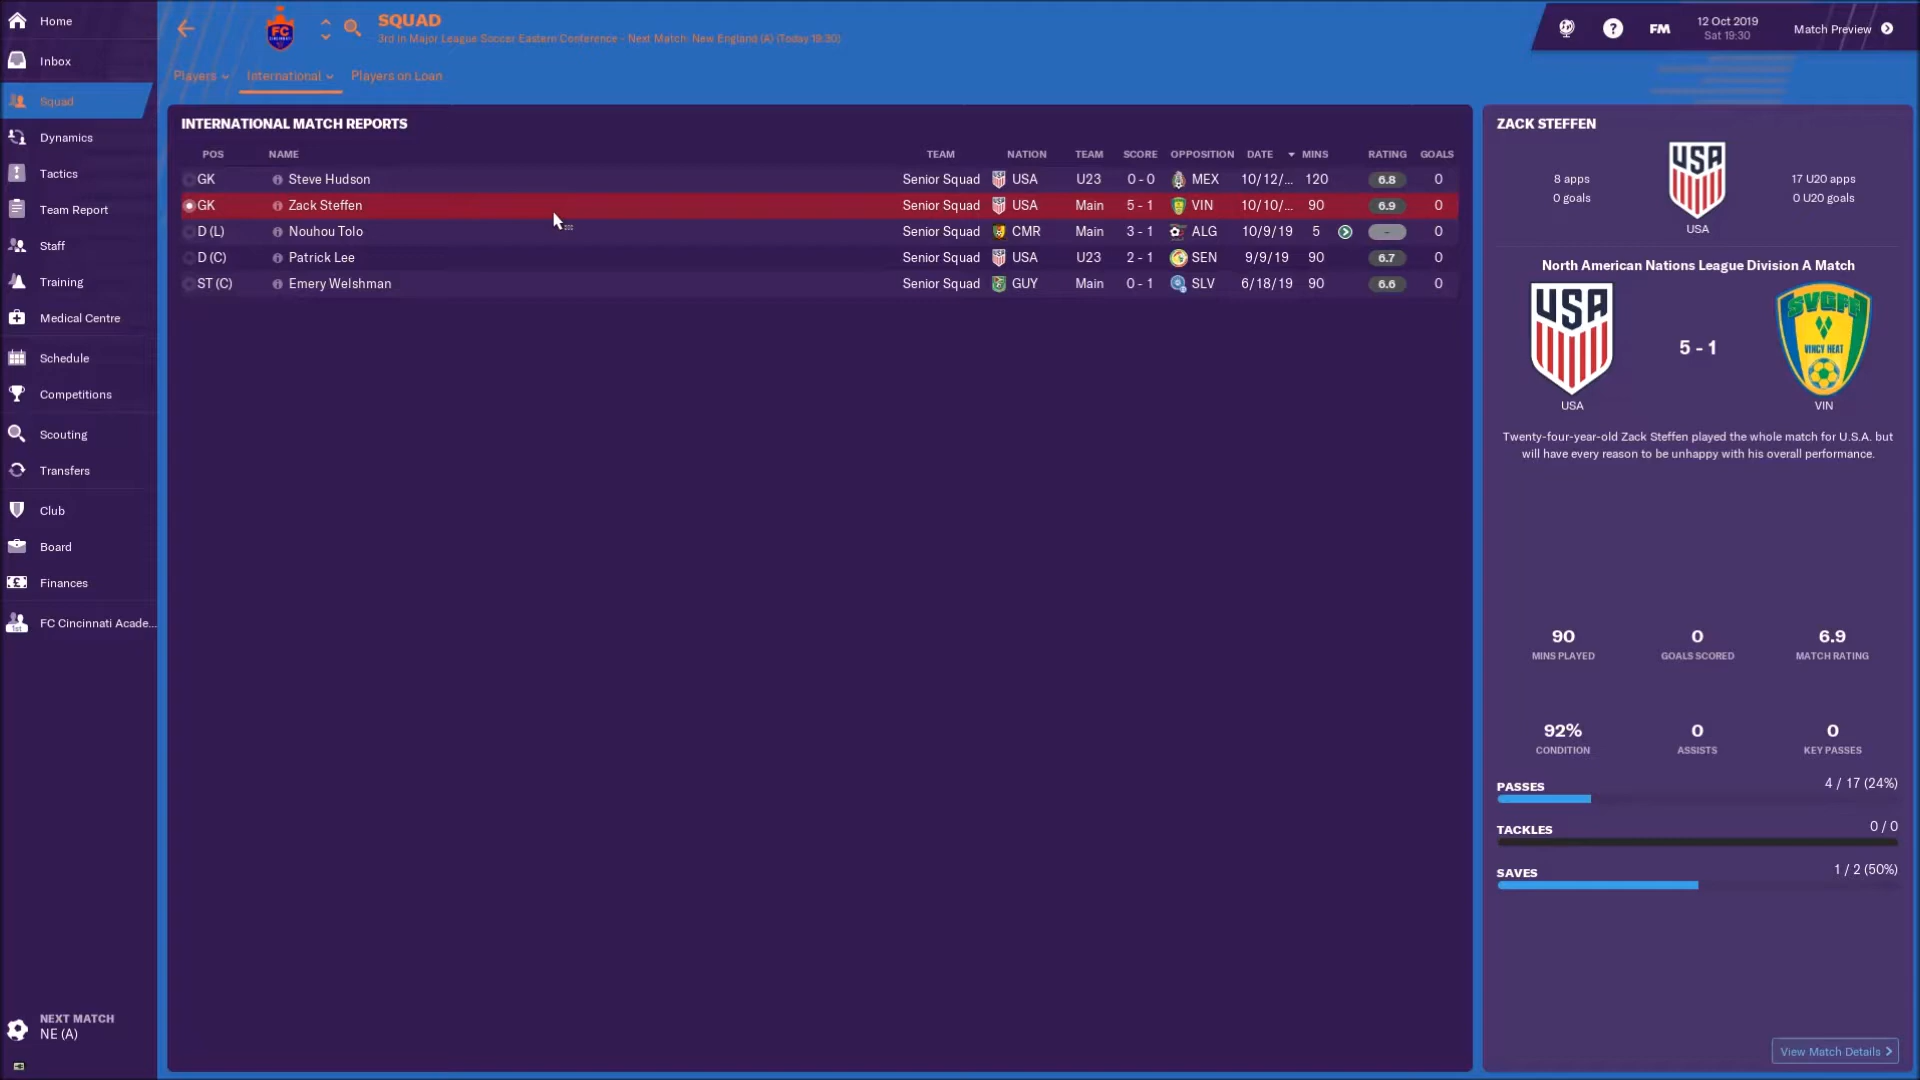 Home
Inbox
Squad
Dynamics
Tactics
Team Report
Staff
Training
Medical Centre
Schedule
Competitions
Scouting
Transfers
Club
Board
Finances
FC Cincinnati Acade...
NEXT MATCH
NE (A)
FC
SQUAD
3rd in Major League Soccer Eastern Conference - Next Match: New England (A) (Today 19:30)
Players International Players on Loan
FM
12 Oct 2019
Sat 19:30
Match Preview
INTERNATIONAL MATCH REPORTS
POS NAME TEAM NATION TEAM SCORE OPPOSITION DATE MINS RATING GOALS
GK Steve Hudson Senior Squad USA U23 0 - 0 MEX 10/12/... 120 6.8 0
GK Zack Steffen Senior Squad USA Main 5 - 1 VIN 10/10/... 90 6.9 0
D (L) Nouhou Tolo Senior Squad CMR Main 3 - 1 ALG 10/9/19 5 - 0
D (C) Patrick Lee Senior Squad USA U23 2 - 1 SEN 9/9/19 90 6.7 0
ST (C) Emery Welshman Senior Squad GUY Main 0 - 1 SLV 6/18/19 90 6.6 0
ZACK STEFFEN
8 apps
0 goals
USA
USA
17 U20 apps
0 U20 goals
North American Nations League Division A Match
USA
USA
5 - 1
SVGFF
VINCY HEAT
VIN
Twenty-four-year-old Zack Steffen played the whole match for U.S.A. but
will have every reason to be unhappy with his overall performance.
90 0 6.9
MINS PLAYED GOALS SCORED MATCH RATING
92% 0 0
CONDITION ASSISTS KEY PASSES
PASSES 4 / 17 (24%)
TACKLES 0 / 0
SAVES 1 / 2 (50%)
View Match Details